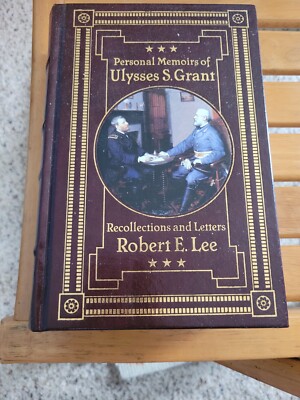 Personal Memoirs of
Ulysses S. Grant
Recollections and Letters
Robert E. Lee